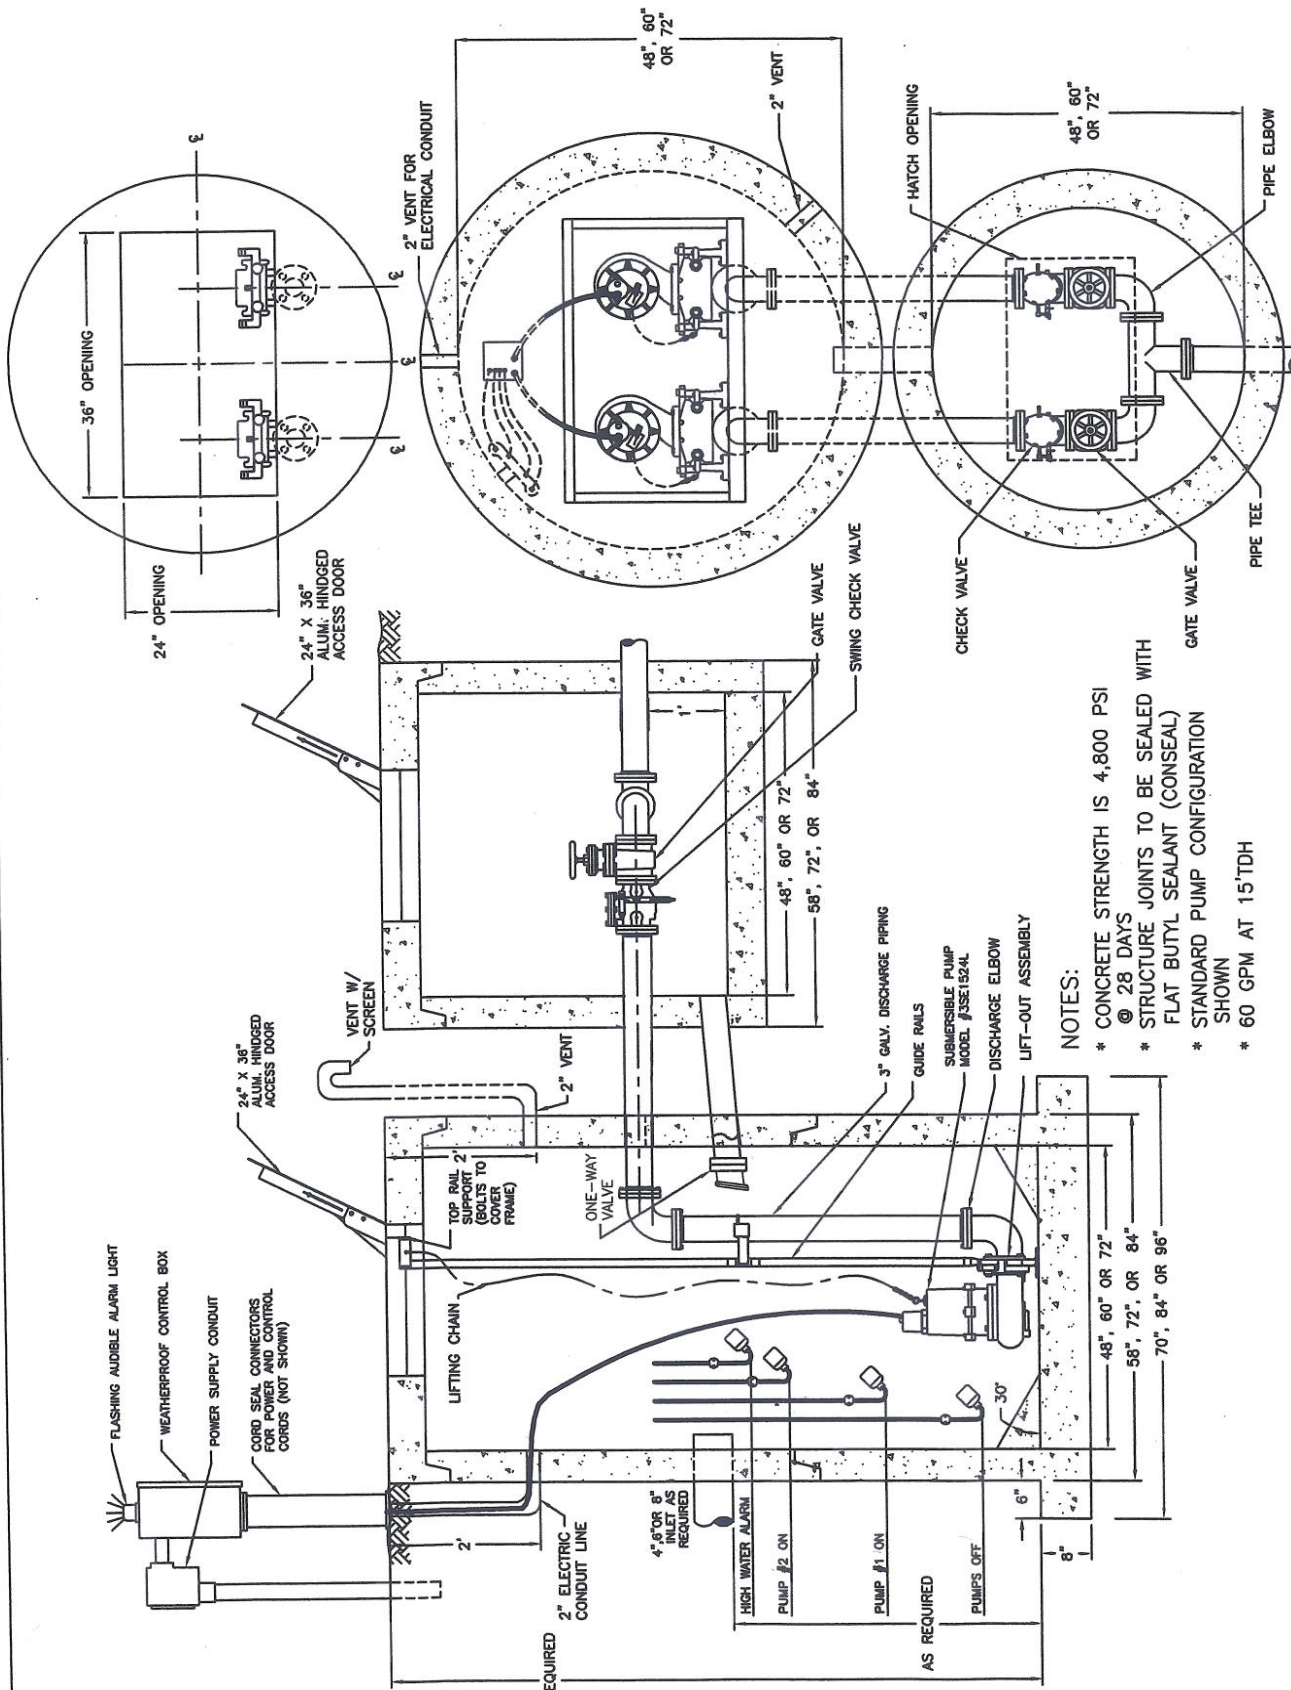 FLASHING AUDIBLE ALARM LIGHT
WEATHERPROOF CONTROL BOX
POWER SUPPLY CONDUIT
CORD SEAL CONNECTORS
FOR POWER AND CONTROL
CORDS (NOT SHOWN)
24" X 36"
ALUM. HINDGED
ACCESS DOOR
VENT W/
SCREEN
2" VENT
2'
2'
TOP RAIL
SUPPORT
(BOLTS TO
COVER
FRAME)
LIFTING CHAIN
ONE-WAY
VALVE
2" ELECTRIC
CONDUIT LINE
4",6"OR 8"
INLET AS
REQUIRED
HIGH WATER ALARM
PUMP #2 ON
PUMP #1 ON
PUMPS OFF
EQUIRED
AS REQUIRED
30°
6"
8"
48", 60" OR 72"
58", 72", OR 84"
70", 84" OR 96"
3" GALV. DISCHARGE PIPING
GUIDE RAILS
SUBMERSIBLE PUMP
MODEL #3SE1524L
DISCHARGE ELBOW
LIFT-OUT ASSEMBLY
24" X 36"
ALUM. HINDGED
ACCESS DOOR
1'
48", 60" OR 72"
58", 72", OR 84"
GATE VALVE
SWING CHECK VALVE
NOTES:
* CONCRETE STRENGTH IS 4,800 PSI
@ 28 DAYS
* STRUCTURE JOINTS TO BE SEALED WITH
FLAT BUTYL SEALANT (CONSEAL)
* STANDARD PUMP CONFIGURATION
SHOWN
* 60 GPM AT 15'TDH
36" OPENING
24" OPENING
2" VENT FOR
ELECTRICAL CONDUIT
48", 60"
OR 72"
2" VENT
HATCH OPENING
48", 60"
OR 72"
PIPE ELBOW
CHECK VALVE
GATE VALVE
PIPE TEE